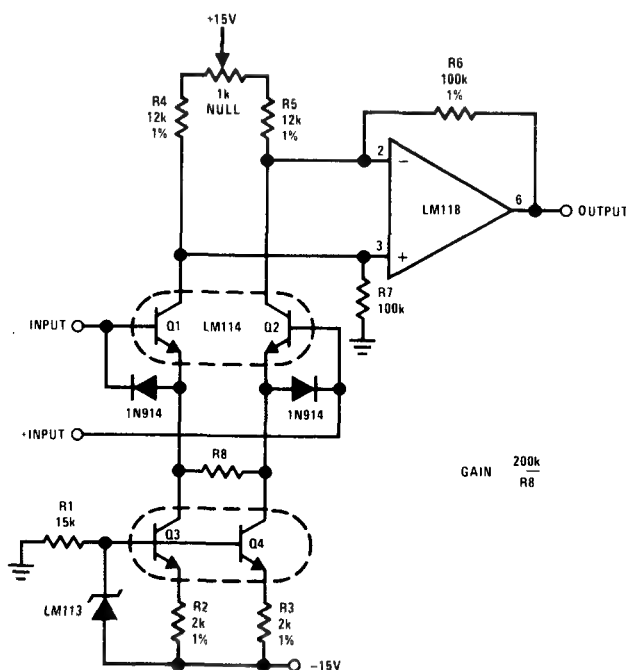 +15V
1k
NULL
R4
12k
1%
R5
12k
1%
R6
100k
1%
2
−
LM118
6
OUTPUT
3
+
R7
100k
INPUT
Q1
LM114
Q2
1N914
1N914
+INPUT
R8
GAIN 200k
R8
R1
15k
Q3
Q4
LM113
R2
2k
1%
R3
2k
1%
−15V